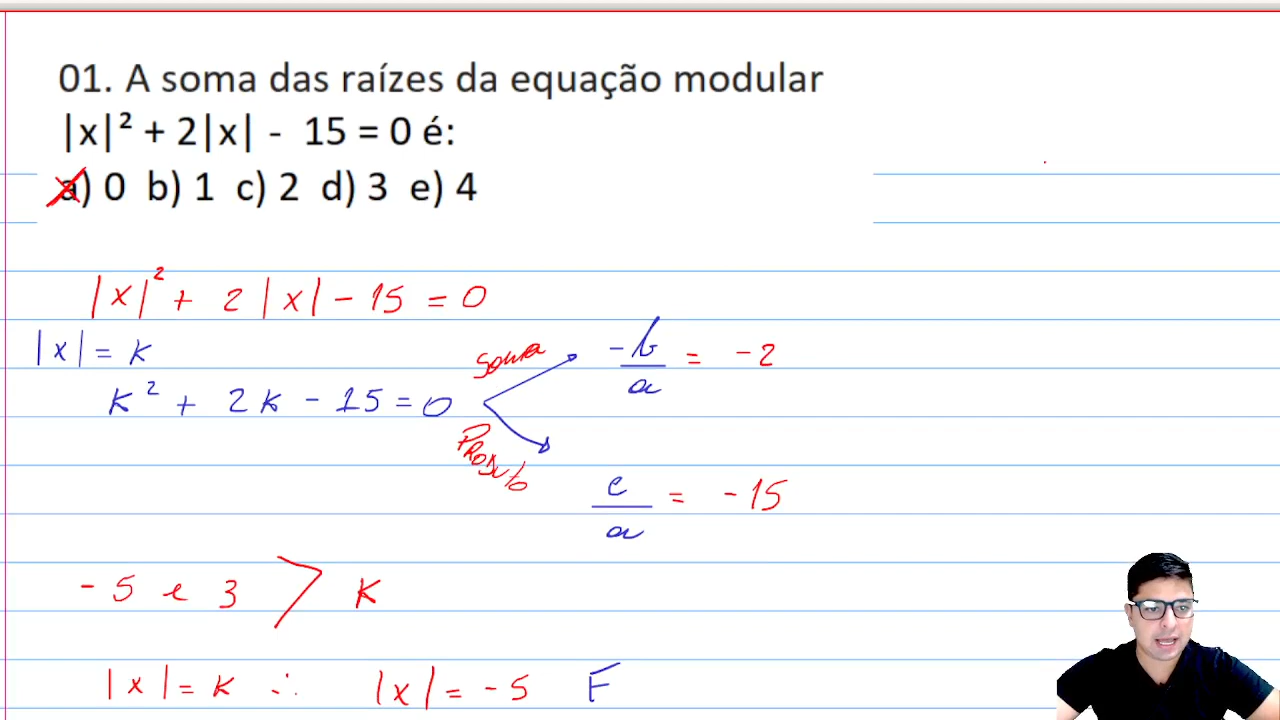 01. A soma das raízes da equação modular
|x|² + 2|x| - 15 = 0 é:
a) 0 b) 1 c) 2 d) 3 e) 4
|x|² + 2|x| - 15 = 0
|x| = k
k² + 2k - 15 = 0
soma
-b/a = -2
Produto
c/a = -15
-5 e 3 > k
|x| = k ∴ |x| = -5 F